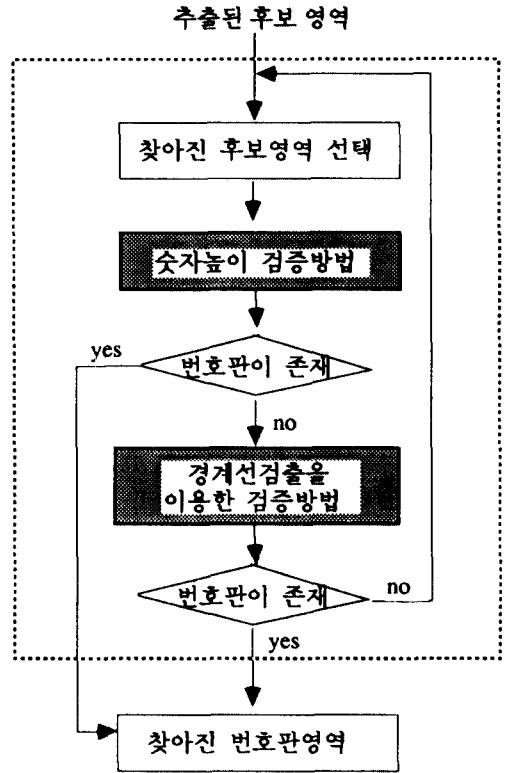 추출된 후보 영역
찾아진 후보영역 선택
숫자높이 검증방법
yes
번호판이 존재
no
경계선검출을
이용한 검증방법
번호판이 존재
no
yes
찾아진 번호판영역